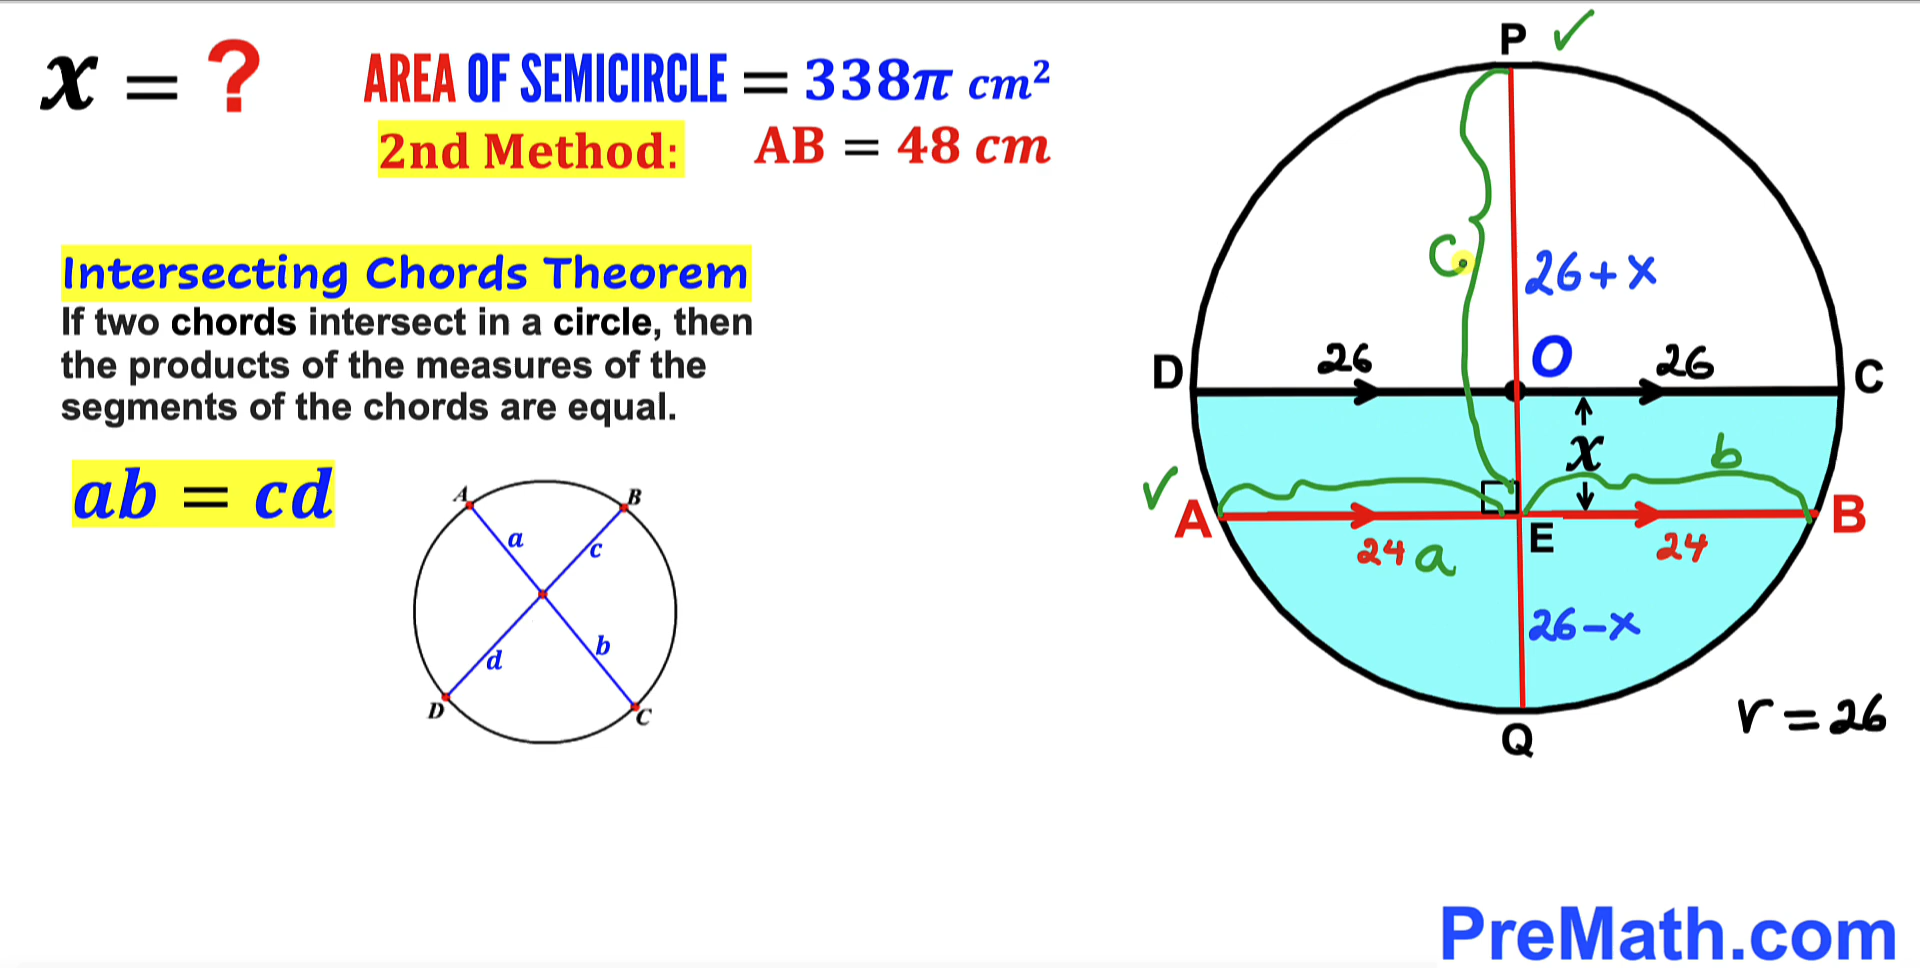 x = ?
AREA OF SEMICIRCLE = 338π cm²
2nd Method: AB = 48 cm
Intersecting Chords Theorem
If two chords intersect in a circle, then
the products of the measures of the
segments of the chords are equal.
ab = cd
A
B
a
c
d
b
D
C
P ✓
C
26+x
O
D
26
26
C
x
b
✓
A
B
E
24 a
24
26-x
r = 26
Q
PreMath.com